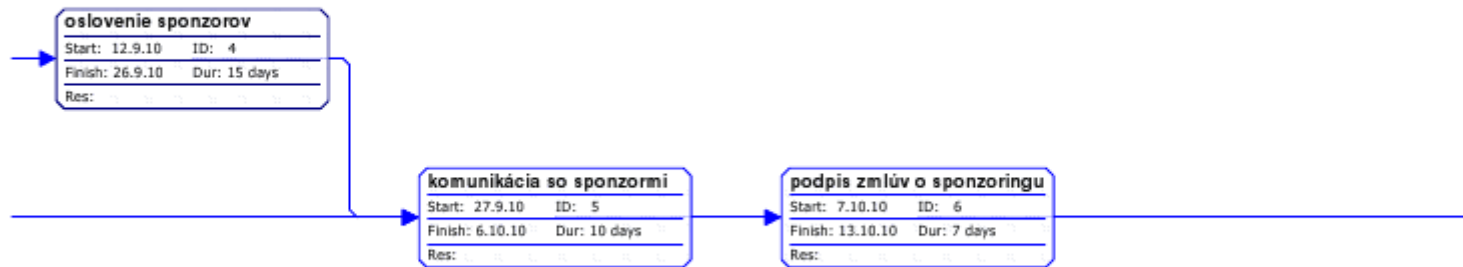 oslovenie sponzorov
Start: 12.9.10 ID: 4
Finish: 26.9.10 Dur: 15 days
Res:
komunikácia so sponzormi
Start: 27.9.10 ID: 5
Finish: 6.10.10 Dur: 10 days
Res:
podpis zmlúv o sponzoringu
Start: 7.10.10 ID: 6
Finish: 13.10.10 Dur: 7 days
Res: